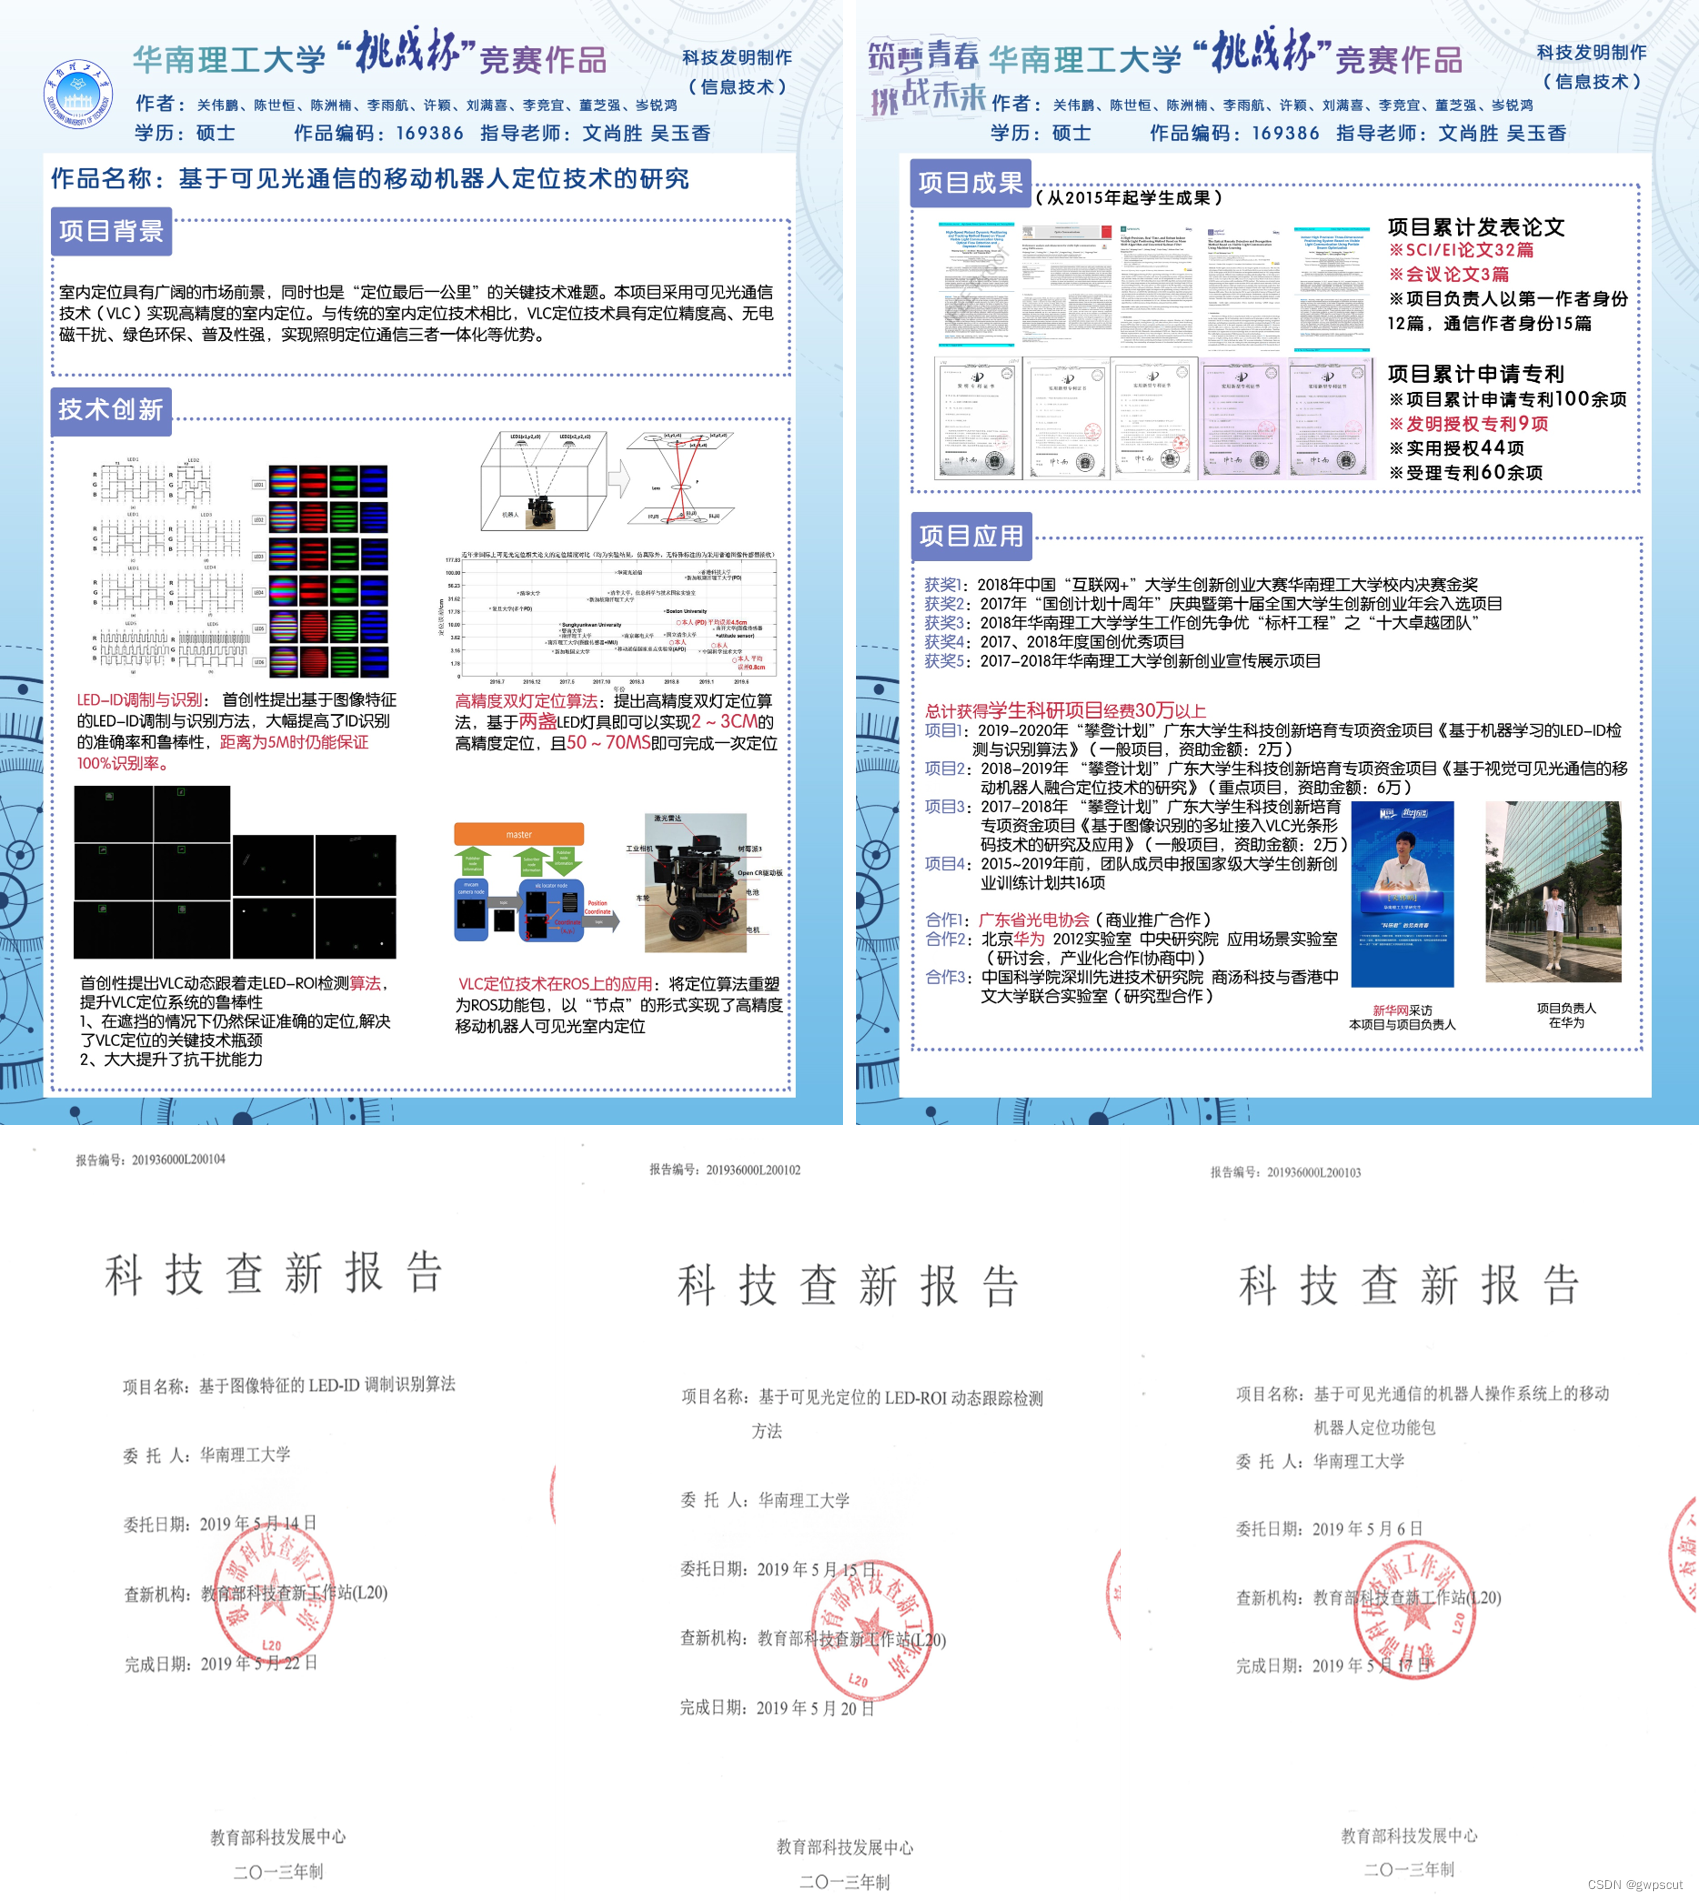 华南理工大学“挑战杯”竞赛作品
科技发明制作
（信息技术）
作者：关伟鹏、陈世恒、陈洲楠、李雨航、许颖、刘满喜、李竞宜、董芝强、岑锐鸿
学历：硕士 作品编码：169386 指导老师：文尚胜 吴玉香
作品名称：基于可见光通信的移动机器人定位技术的研究
项目背景
室内定位具有广阔的市场前景，同时也是“定位最后一公里”的关键技术难题。本项目采用可见光通信
技术（VLC）实现高精度的室内定位。与传统的室内定位技术相比，VLC定位技术具有定位精度高、无电
磁干扰、绿色环保、普及性强，实现照明定位通信三者一体化等优势。
技术创新
LED-ID调制与识别： 首创性提出基于图像特征
的LED-ID调制与识别方法，大幅提高了ID识别
的准确率和鲁棒性，距离为5M时仍能保证
100%识别率。
机器人
高精度双灯定位算法：提出高精度双灯定位算
法，基于两盏LED灯具即可以实现2～3CM的
高精度定位，且50～70MS即可完成一次定位
首创性提出VLC动态跟着走LED-ROI检测算法，
提升VLC定位系统的鲁棒性
1、在遮挡的情况下仍然保证准确的定位,解决
了VLC定位的关键技术瓶颈
2、大大提升了抗干扰能力
master
Position
Coordinate
激光雷达
工业相机
树莓派3
Open CR驱动板
电池
车轮
电机
VLC定位技术在ROS上的应用：将定位算法重塑
为ROS功能包，以“节点”的形式实现了高精度
移动机器人可见光室内定位
筑梦青春
挑战未来
华南理工大学“挑战杯”竞赛作品
科技发明制作
（信息技术）
作者：关伟鹏、陈世恒、陈洲楠、李雨航、许颖、刘满喜、李竞宜、董芝强、岑锐鸿
学历：硕士 作品编码：169386 指导老师：文尚胜 吴玉香
项目成果（从2015年起学生成果）
项目累计发表论文
※SCI/EI论文32篇
※会议论文3篇
※项目负责人以第一作者身份
12篇，通信作者身份15篇
项目累计申请专利
※项目累计申请专利100余项
※发明授权专利9项
※实用授权44项
※受理专利60余项
项目应用
获奖1：2018年中国“互联网+”大学生创新创业大赛华南理工大学校内决赛金奖
获奖2：2017年“国创计划十周年”庆典暨第十届全国大学生创新创业年会入选项目
获奖3：2018年华南理工大学学生工作创先争优“标杆工程”之“十大卓越团队”
获奖4：2017、2018年度国创优秀项目
获奖5：2017-2018年华南理工大学创新创业宣传展示项目
总计获得学生科研项目经费30万以上
项目1：2019-2020年“攀登计划”广东大学生科技创新培育专项资金项目《基于机器学习的LED-ID检
测与识别算法》（一般项目，资助金额：2万）
项目2：2018-2019年 “攀登计划”广东大学生科技创新培育专项资金项目《基于视觉可见光通信的移
动机器人融合定位技术的研究》（重点项目，资助金额：6万）
项目3：2017-2018年 “攀登计划”广东大学生科技创新培育
专项资金项目《基于图像识别的多址接入VLC光条形
码技术的研究及应用》（一般项目，资助金额：2万）
项目4：2015~2019年前，团队成员申报国家级大学生创新创
业训练计划共16项
合作1：广东省光电协会（商业推广合作）
合作2：北京华为 2012实验室 中央研究院 应用场景实验室
（研讨会，产业化合作(协商中)）
合作3：中国科学院深圳先进技术研究院 商汤科技与香港中
文大学联合实验室（研究型合作）
新华网采访
本项目与项目负责人
项目负责人
在华为
报告编号：201936000L200104
科技查新报告
项目名称：基于图像特征的 LED-ID 调制识别算法
委 托 人：华南理工大学
委托日期：2019 年 5 月 14 日
查新机构：教育部科技查新工作站(L20)
完成日期：2019 年 5 月 22 日
教育部科技查新工作站
L20
教育部科技发展中心
二〇一三年制
报告编号：201936000L200102
科技查新报告
项目名称：基于可见光定位的 LED-ROI 动态跟踪检测
方法
委 托 人：华南理工大学
委托日期：2019 年 5 月 15 日
查新机构：教育部科技查新工作站(L20)
完成日期：2019 年 5 月 20 日
教育部科技查新工作站
L20
教育部科技发展中心
二〇一三年制
报告编号：201936000L200103
科技查新报告
项目名称：基于可见光通信的机器人操作系统上的移动
机器人定位功能包
委 托 人：华南理工大学
委托日期：2019 年 5 月 6 日
查新机构：教育部科技查新工作站(L20)
完成日期：2019 年 5 月 17 日
教育部科技查新工作站
L20
教育部科技发展中心
二〇一三年制
CSDN @gwpscut